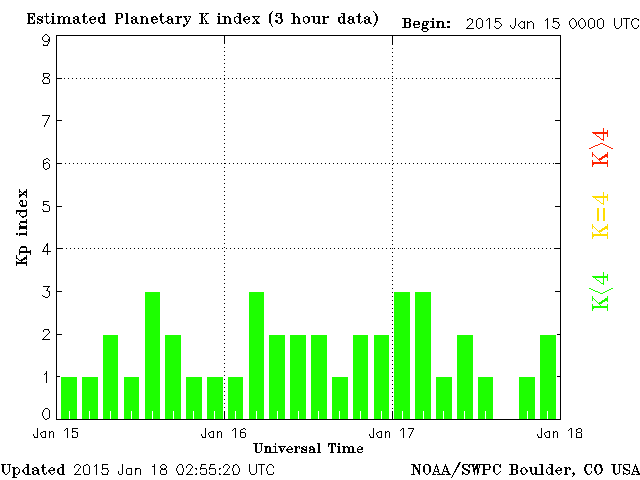 Estimated Planetary K index (3 hour data) Begin: 2015 Jan 15 0000 UTC
9
8
7
6
5
4
3
2
1
0
Kp index
K>4
K=4
K<4
Jan 15 Jan 16 Jan 17 Jan 18
Universal Time
Updated 2015 Jan 18 02:55:20 UTC NOAA/SWPC Boulder, CO USA